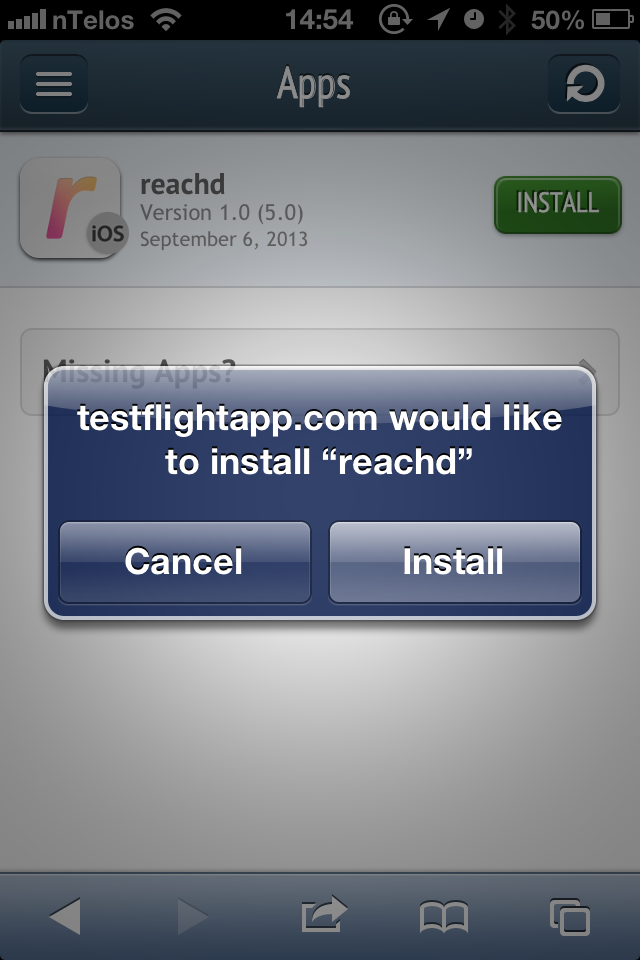 nTelos 14:54 50%
Apps
r
iOS
reachd
Version 1.0 (5.0)
September 6, 2013
INSTALL
Missing Apps?
testflightapp.com would like
to install “reachd”
Cancel Install